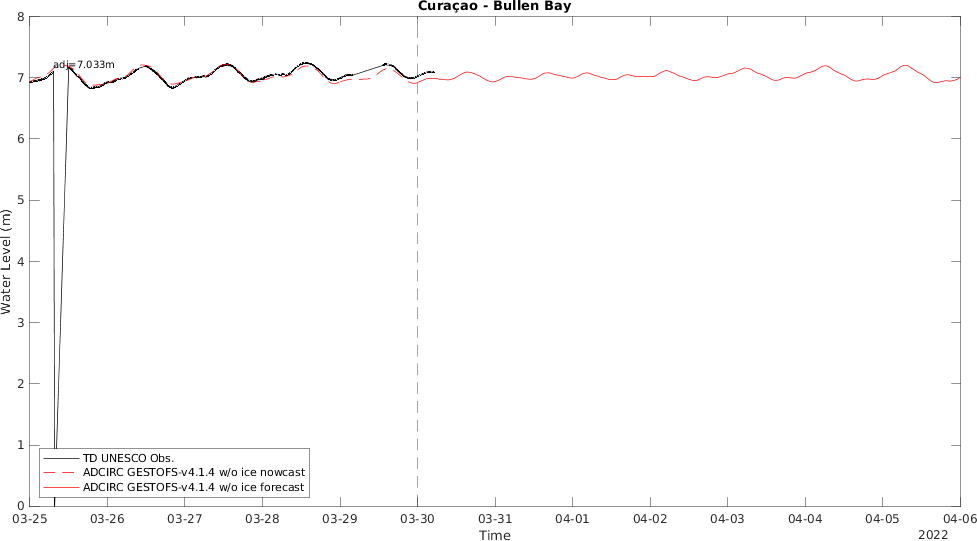 Curaçao - Bullen Bay
8
7
6
5
4
3
2
1
0
Water Level (m)
adj=7.033m
TD UNESCO Obs.
ADCIRC GESTOFS-v4.1.4 w/o ice nowcast
ADCIRC GESTOFS-v4.1.4 w/o ice forecast
03-25 03-26 03-27 03-28 03-29 03-30 03-31 04-01 04-02 04-03 04-04 04-05 04-06
Time
2022